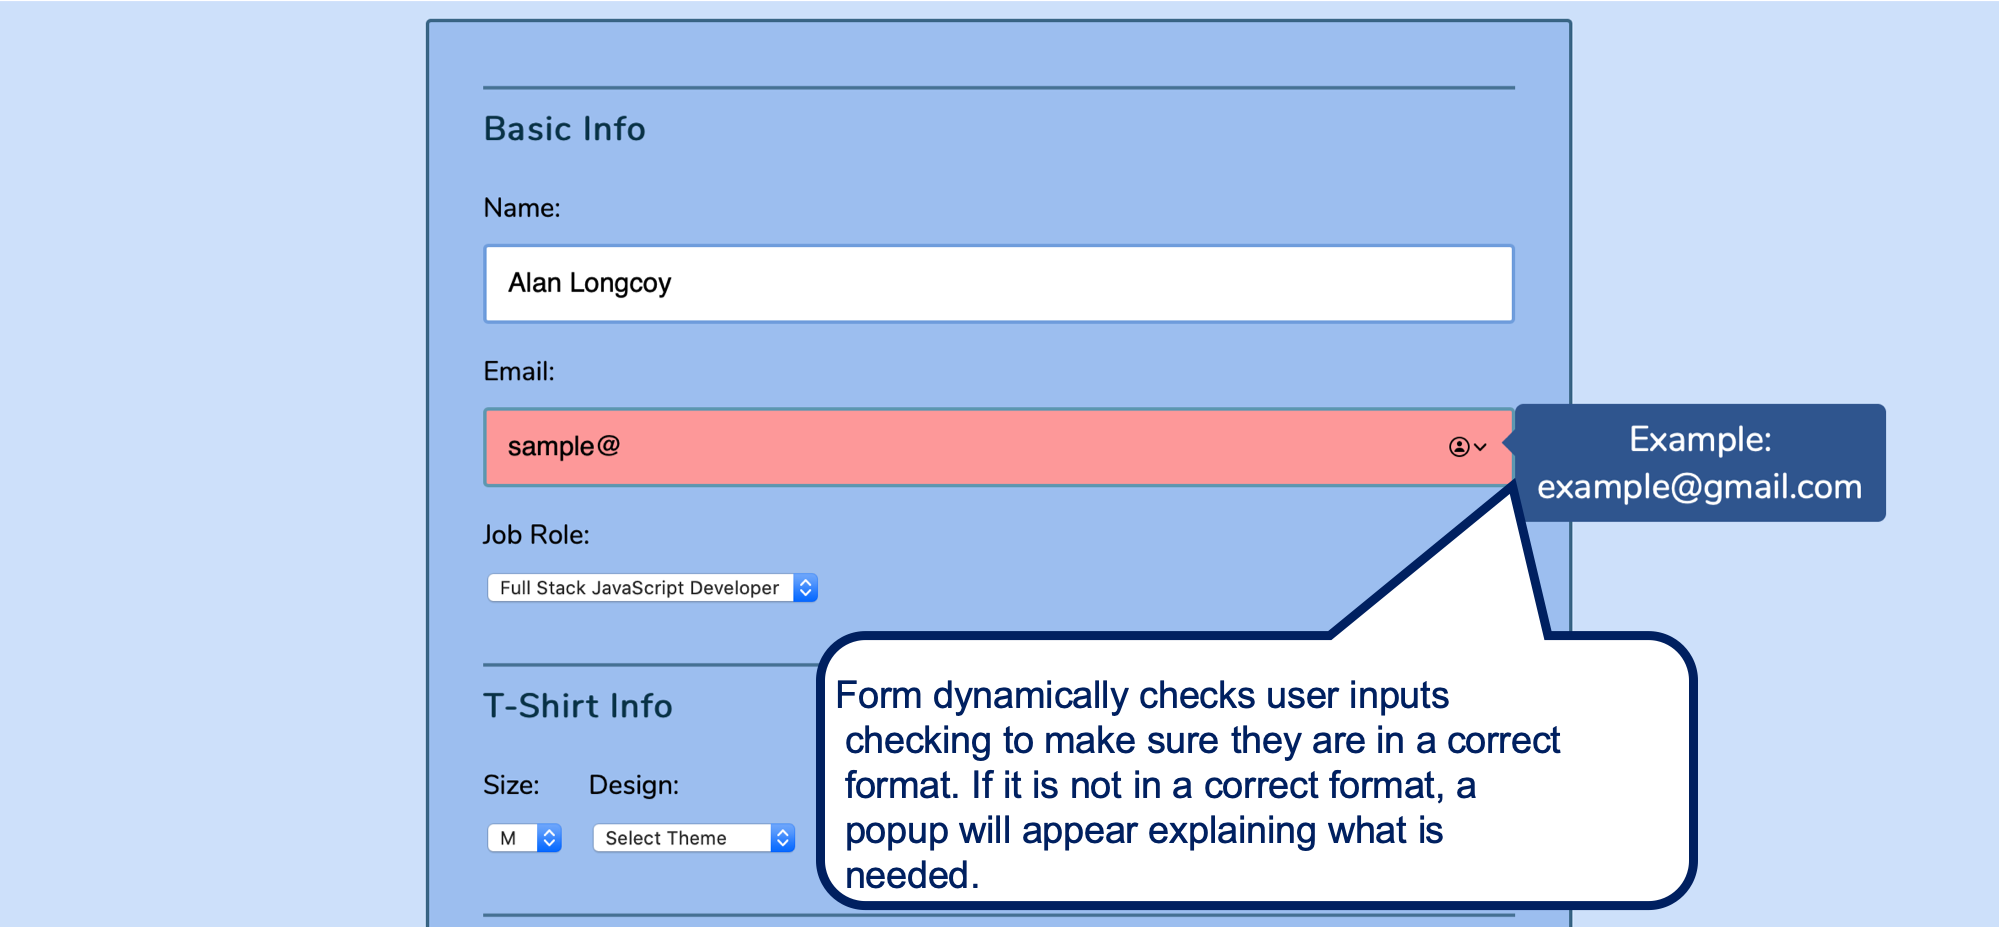 Basic Info
Name:
Alan Longcoy
Email:
sample@
Example:
example@gmail.com
Job Role:
Full Stack JavaScript Developer
T-Shirt Info
Size: Design:
M Select Theme
Form dynamically checks user inputs
checking to make sure they are in a correct
format. If it is not in a correct format, a
popup will appear explaining what is
needed.